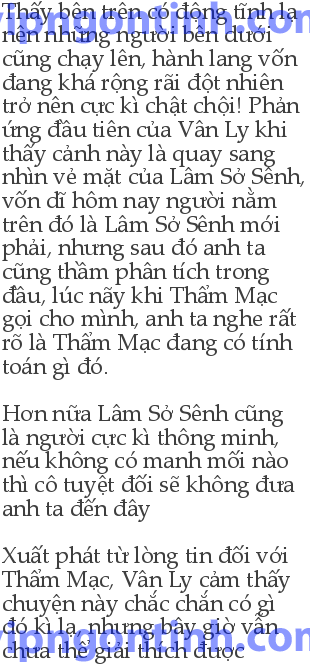 Thấy bên trên có động tĩnh lạ
nên những người bên dưới
cũng chạy lên, hành lang vốn
đang khá rộng rãi đột nhiên
trở nên cực kì chật chội! Phản
ứng đầu tiên của Vân Ly khi
thấy cảnh này là quay sang
nhìn vẻ mặt của Lâm Sở Sênh,
vốn dĩ hôm nay người nằm
trên đó là Lâm Sở Sênh mới
phải, nhưng sau đó anh ta
cũng thầm phân tích trong
đầu, lúc nãy khi Thẩm Mạc
gọi cho mình, anh ta nghe rất
rõ là Thẩm Mạc đang có tính
toán gì đó.
Hơn nữa Lâm Sở Sênh cũng
là người cực kì thông minh,
nếu không có manh mối nào
thì cô tuyệt đối sẽ không đưa
anh ta đến đây
Xuất phát từ lòng tin đối với
Thẩm Mạc, Vân Ly cảm thấy
chuyện này chắc chắn có gì
đó kì lạ, nhưng bây giờ vẫn
chưa thể giải thích được
vipngontinh.com
vipngontinh.com